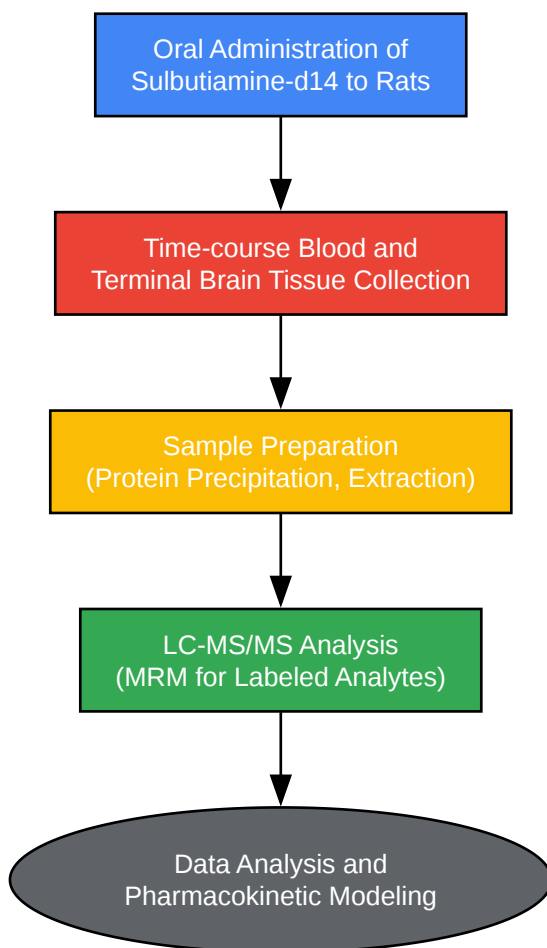 Oral Administration of
Sulbutiamine-d14 to Rats
Time-course Blood and
Terminal Brain Tissue Collection
Sample Preparation
(Protein Precipitation, Extraction)
LC-MS/MS Analysis
(MRM for Labeled Analytes)
Data Analysis and
Pharmacokinetic Modeling